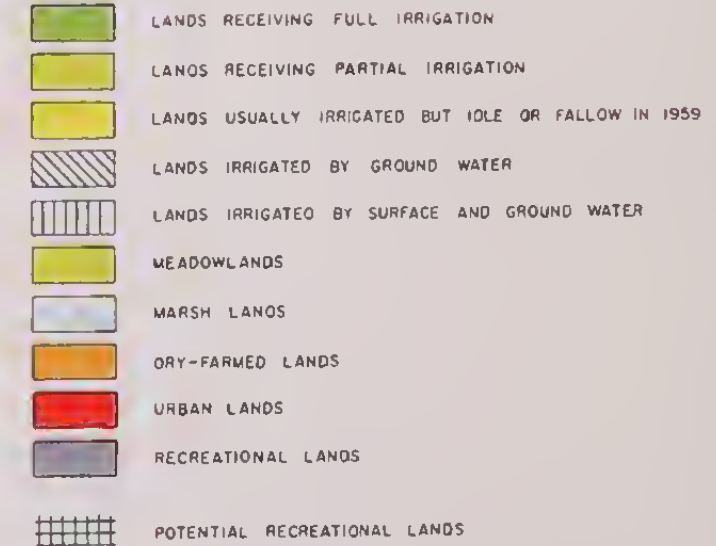 LANDS RECEIVING FULL IRRIGATION
LANDS RECEIVING PARTIAL IRRIGATION
LANDS USUALLY IRRIGATED BUT IDLE OR FALLOW IN 1959
LANDS IRRIGATED BY GROUND WATER
LANDS IRRIGATED BY SURFACE AND GROUND WATER
MEADOWLANDS
MARSH LANDS
DRY-FARMED LANDS
URBAN LANDS
RECREATIONAL LANDS
POTENTIAL RECREATIONAL LANDS